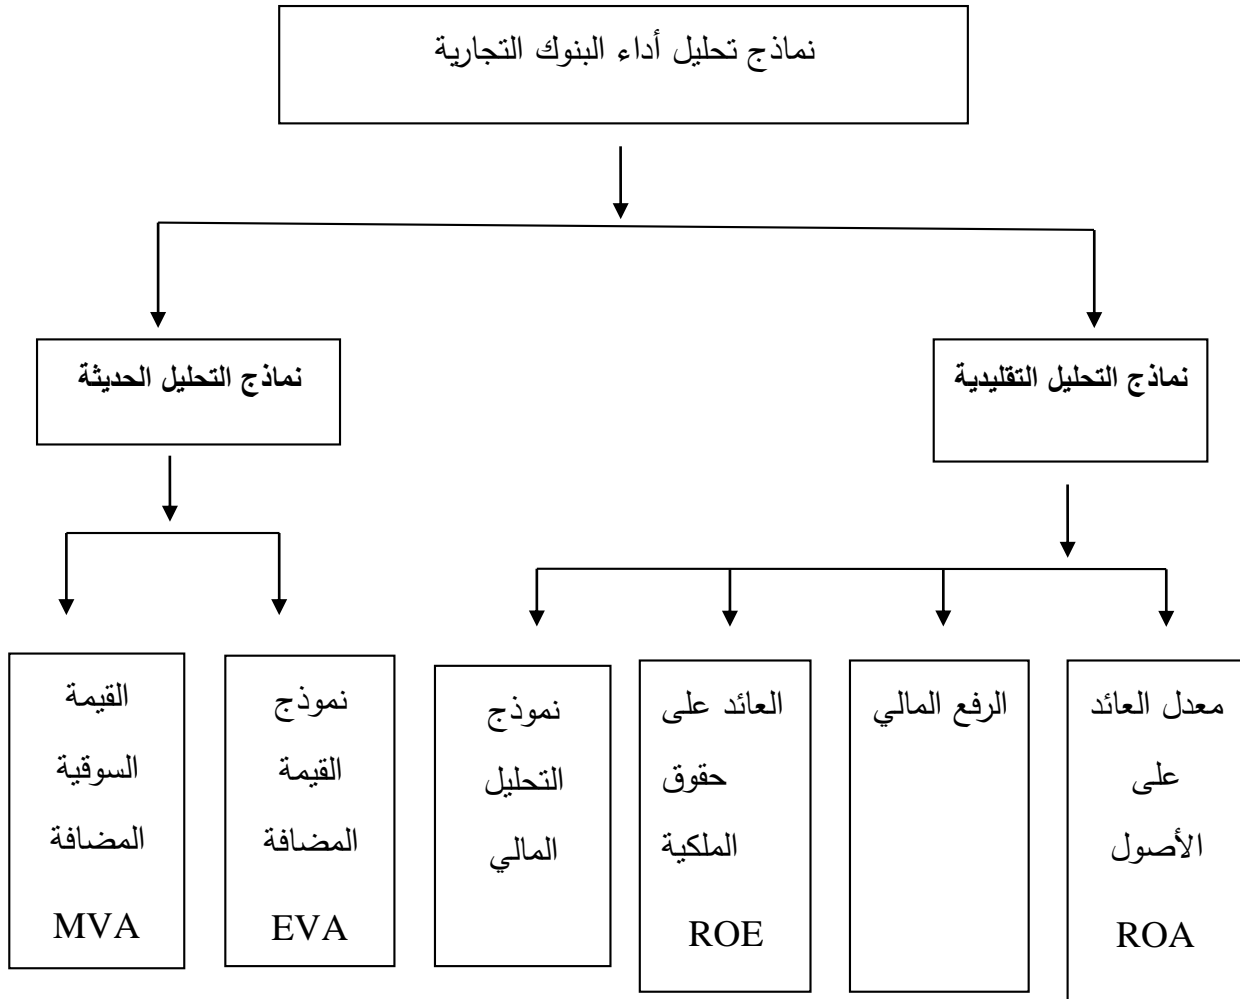 نماذج تحليل أداء البنوك التجارية
نماذج التحليل التقليدية
نماذج التحليل الحديثة
معدل العائد
على
الأصول
ROA
الرفع المالي
العائد على
حقوق
الملكية
ROE
نموذج
التحليل
المالي
نموذج
القيمة
المضافة
EVA
القيمة
السوقية
المضافة
MVA